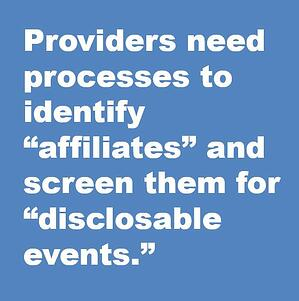 Providers need
processes to
identify
“affiliates” and
screen them for
“disclosable
events.”